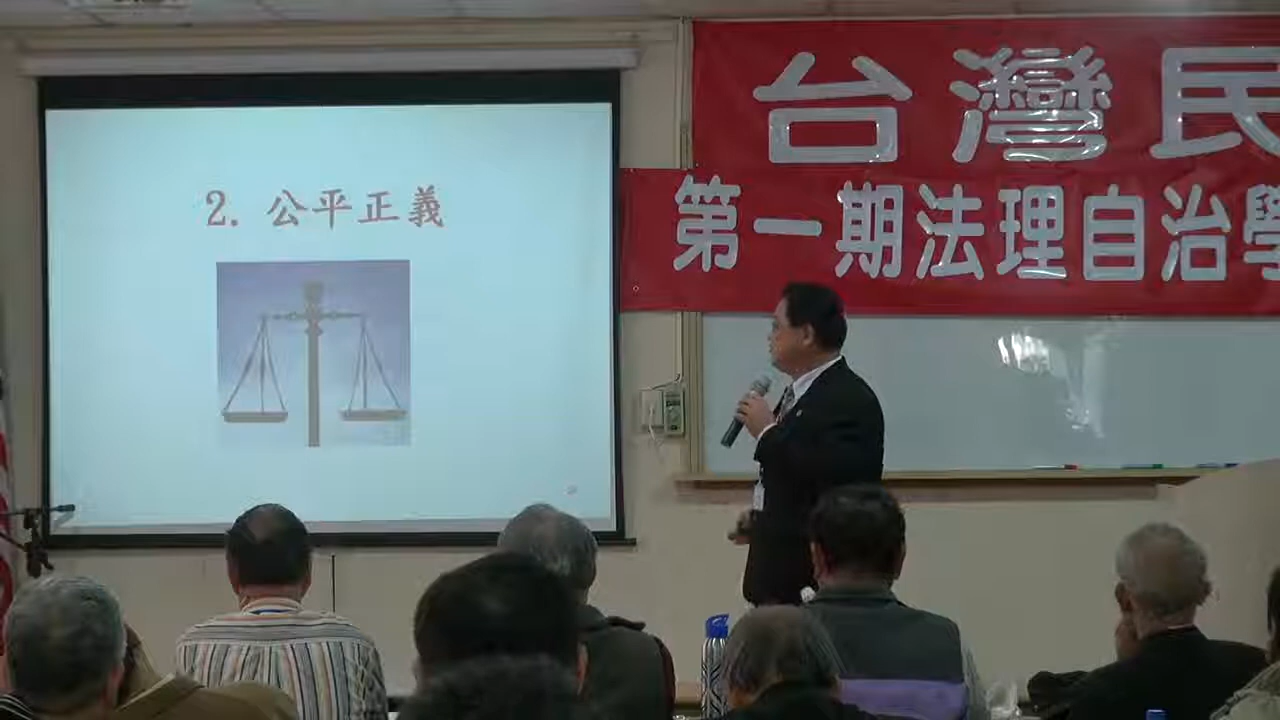 2. 公平正義
台灣民
第一期法理自治學